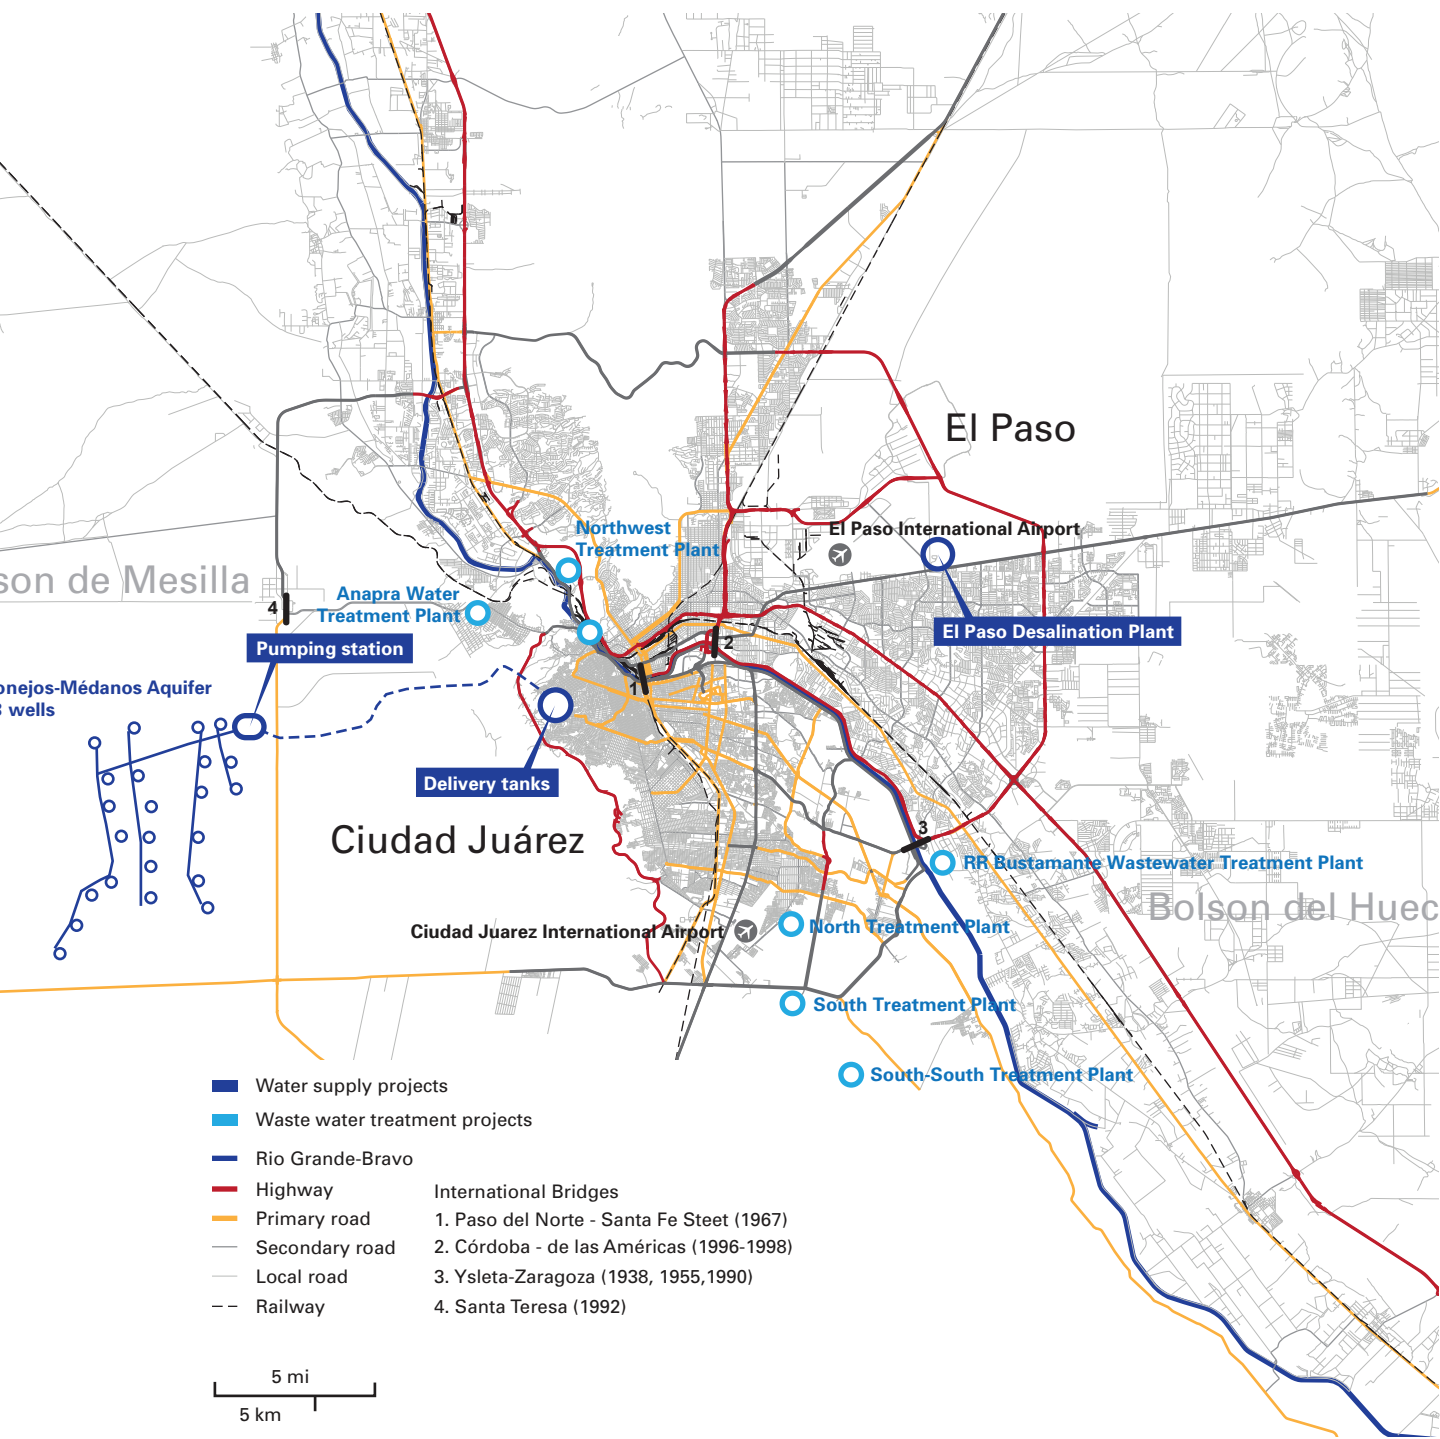 El Paso
Northwest
Treatment Plant
El Paso International Airport
son de Mesilla
Anapra Water
Treatment Plant
4
El Paso Desalination Plant
Pumping station
2
1
onejos-Médanos Aquifer
wells
Delivery tanks
Ciudad Juárez
3
RR Bustamante Wastewater Treatment Plant
Bolson del Huec
Ciudad Juarez International Airport
North Treatment Plant
South Treatment Plant
South-South Treatment Plant
Water supply projects
Waste water treatment projects
Rio Grande-Bravo
Highway
Primary road
Secondary road
Local road
Railway
International Bridges
1. Paso del Norte - Santa Fe Steet (1967)
2. Córdoba - de las Américas (1996-1998)
3. Ysleta-Zaragoza (1938, 1955,1990)
4. Santa Teresa (1992)
5 mi
5 km